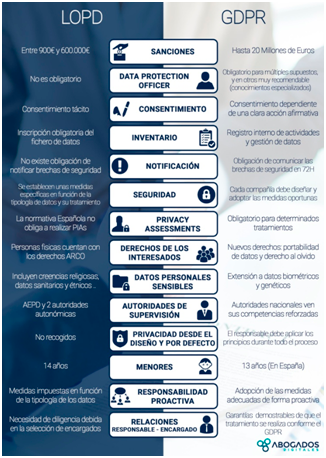 LOPD
GDPR
Entre 900€ y 600.000€
SANCIONES
Hasta 20 Millones de Euros
No es obligatorio
DATA PROTECTION
OFFICER
Obligatorio para múltiples supuestos,
y en otros muy recomendable
(conocimientos especializados)
Consentimiento tácito
CONSENTIMIENTO
Consentimiento dependiente
de una clara acción afirmativa
Inscripción obligatoria del
fichero de datos
INVENTARIO
Registro interno de actividades
y gestión de datos
No existe obligación de
notificar brechas de seguridad
NOTIFICACIÓN
Obligación de comunicar las
brechas de seguridad en 72H
Se establecen unas medidas
específicas en función de la
tipología de datos y su tratamiento
SEGURIDAD
Cada compañía debe diseñar y
adoptar las medidas oportunas
La normativa Española no
obliga a realizar PIAs
PRIVACY
ASSESSMENTS
Obligatorio para determinados
tratamientos
Personas físicas cuentan con
los derechos ARCO
DERECHOS DE LOS
INTERESADOS
Nuevos derechos: portabilidad
de datos y derecho al olvido
Incluyen creencias religiosas,
datos sanitarios y étnicos .
DATOS PERSONALES
SENSIBLES
Extensión a datos biométricos
y genéticos
AEPD y 2 autoridades
autonómicas
AUTORIDADES DE
SUPERVISIÓN
Autoridades nacionales ven
sus competencias reforzadas
No recogidos
PRIVACIDAD DESDE EL
DISEÑO Y POR DEFECTO
El responsable debe aplicar los
principios durante todo el proceso
14 años
MENORES
13 años (En España)
Medidas impuestas en función
de la tipología de los datos
RESPONSABILIDAD
PROACTIVA
Adopción de las medidas
adecuadas de forma proactiva
Necesidad de diligencia debida
en la selección de encargados
RELACIONES
RESPONSABLE - ENCARGADO
Garantías demostrables de que el
tratamiento se realiza conforme el
GDPR
ABOGADOS
DIGITALES